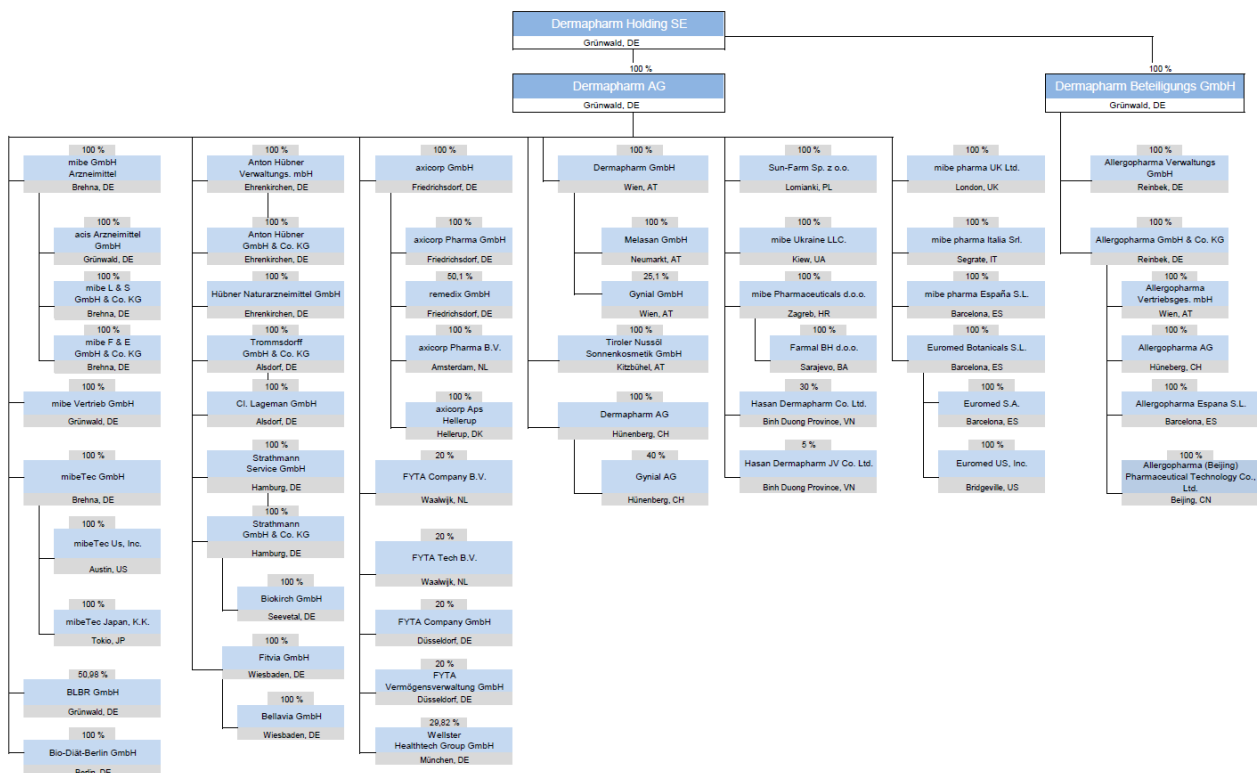 Dermapharm Holding SE
Grünwald, DE
100 %
Dermapharm AG
Grünwald, DE
100 %
Dermapharm Beteiligungs GmbH
Grünwald, DE
100 %
mibe GmbH
Arzneimittel
Brehna, DE
100 %
acis Arzneimittel
GmbH
Grünwald, DE
100 %
mibe L & S
GmbH & Co. KG
Brehna, DE
100 %
mibe F & E
GmbH & Co. KG
Brehna, DE
100 %
mibe Vertrieb GmbH
Grünwald, DE
100 %
mibeTec GmbH
Brehna, DE
100 %
mibeTec Us, Inc.
Austin, US
100 %
mibeTec Japan, K.K.
Tokio, JP
50,98 %
BLBR GmbH
Grünwald, DE
100 %
Bio-Diät-Berlin GmbH
Berlin, DE
100 %
Anton Hübner
Verwaltungs. mbH
Ehrenkirchen, DE
100 %
Anton Hübner
GmbH & Co. KG
Ehrenkirchen, DE
100 %
Hübner Naturarzneimittel GmbH
Ehrenkirchen, DE
100 %
Trommsdorff
GmbH & Co. KG
Alsdorf, DE
100 %
Cl. Lageman GmbH
Alsdorf, DE
100 %
Strathmann
Service GmbH
Hamburg, DE
100 %
Strathmann
GmbH & Co. KG
Hamburg, DE
100 %
Biokirch GmbH
Seevetal, DE
100 %
Fitvia GmbH
Wiesbaden, DE
100 %
Bellavia GmbH
Wiesbaden, DE
100 %
axicorp GmbH
Friedrichsdorf, DE
100 %
axicorp Pharma GmbH
Friedrichsdorf, DE
50,1 %
remedix GmbH
Friedrichsdorf, DE
100 %
axicorp Pharma B.V.
Amsterdam, NL
100 %
axicorp Aps
Hellerup
Hellerup, DK
20 %
FYTA Company B.V.
Waalwijk, NL
20 %
FYTA Tech B.V.
Waalwijk, NL
20 %
FYTA Company GmbH
Düsseldorf, DE
20 %
FYTA
Vermögensverwaltung GmbH
Düsseldorf, DE
29,82 %
Wellster
Healthtech Group GmbH
München, DE
100 %
Dermapharm GmbH
Wien, AT
100 %
Melasan GmbH
Neumarkt, AT
25,1 %
Gynial GmbH
Wien, AT
100 %
Tiroler Nussöl
Sonnenkosmetik GmbH
Kitzbühel, AT
100 %
Dermapharm AG
Hünenberg, CH
40 %
Gynial AG
Hünenberg, CH
100 %
Sun-Farm Sp. z o.o.
Lomianki, PL
100 %
mibe Ukraine LLC.
Kiew, UA
100 %
mibe Pharmaceuticals d.o.o.
Zagreb, HR
100 %
Farmal BH d.o.o.
Sarajevo, BA
30 %
Hasan Dermapharm Co. Ltd.
Binh Duong Province, VN
5 %
Hasan Dermapharm JV Co. Ltd.
Binh Duong Province, VN
100 %
mibe pharma UK Ltd.
London, UK
100 %
mibe pharma Italia Srl.
Segrate, IT
100 %
mibe pharma España S.L.
Barcelona, ES
100 %
Euromed Botanicals S.L.
Barcelona, ES
100 %
Euromed S.A.
Barcelona, ES
100 %
Euromed US, Inc.
Bridgeville, US
100 %
Allergopharma Verwaltungs
GmbH
Reinbek, DE
100 %
Allergopharma GmbH & Co. KG
Reinbek, DE
100 %
Allergopharma
Vertriebsges. mbH
Wien, AT
100 %
Allergopharma AG
Hüneberg, CH
100 %
Allergopharma Espana S.L.
Barcelona, ES
100 %
Allergopharma (Beijing)
Pharmaceutical Technology Co.,
Ltd.
Beijing, CN